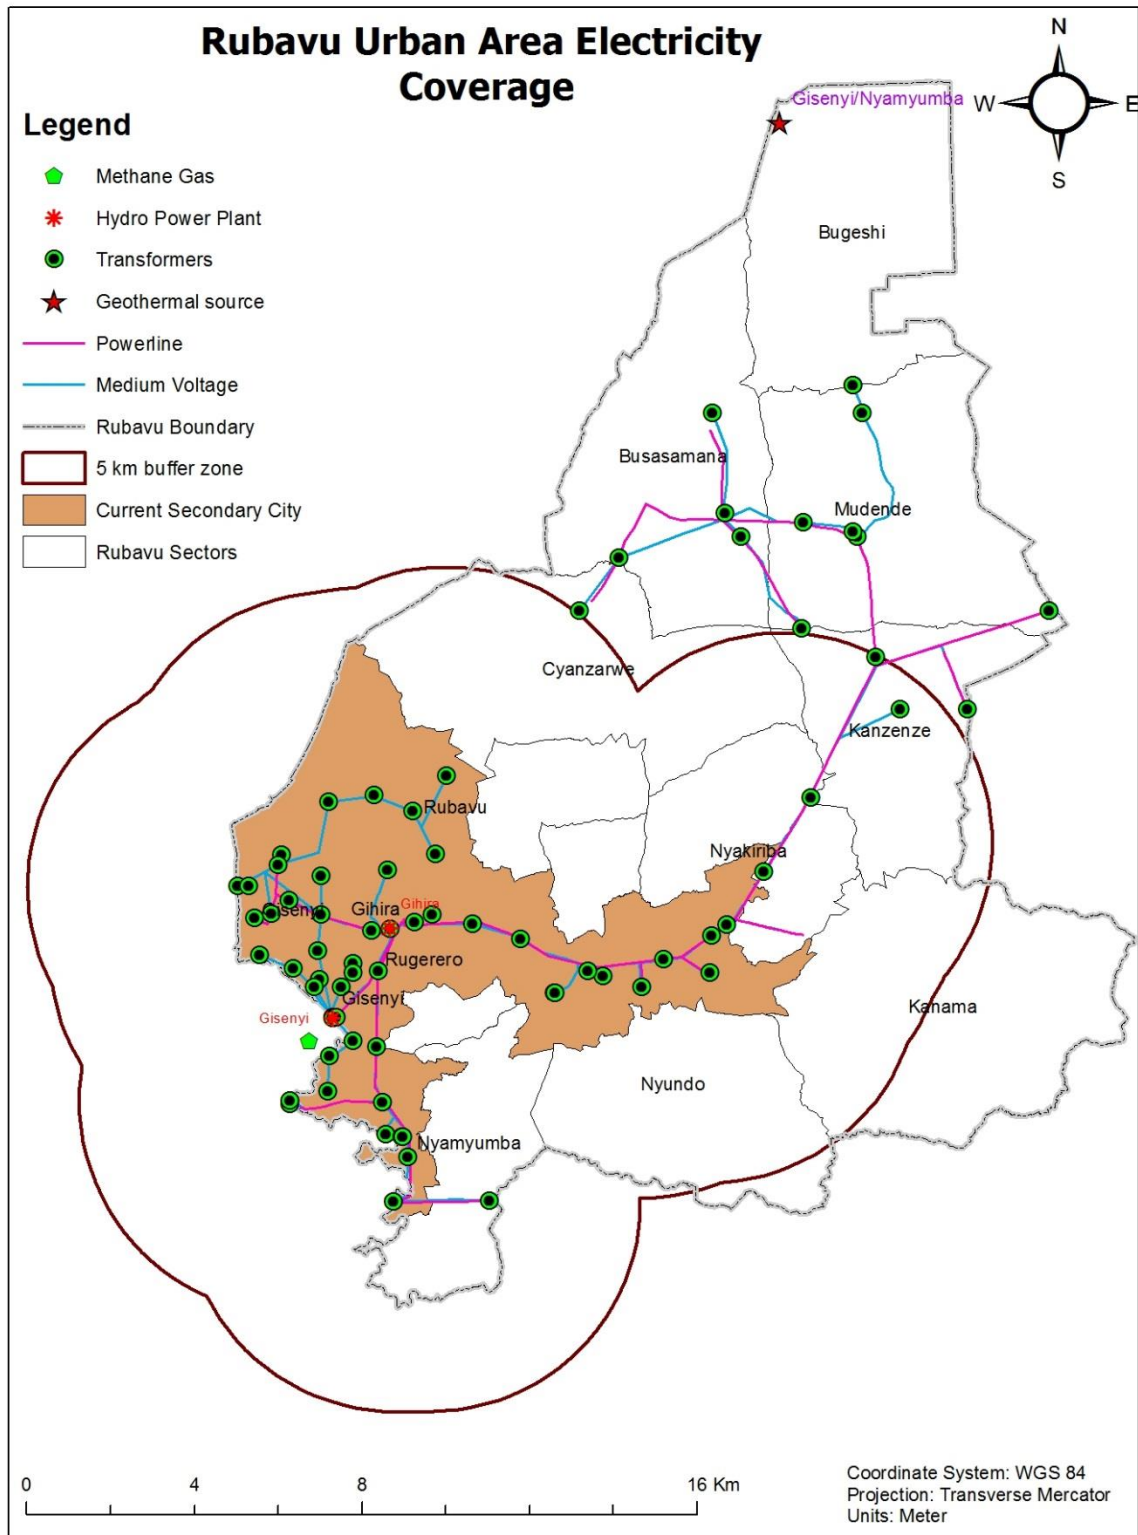 Rubavu Urban Area Electricity
Coverage
N
W
E
S
Legend
Methane Gas
Hydro Power Plant
Transformers
Geothermal source
Powerline
Medium Voltage
Rubavu Boundary
5 km buffer zone
Current Secondary City
Rubavu Sectors
Gisenyi/Nyamyumba
Bugeshi
Busasamana
Mudende
Cyanzarwe
Kanzenze
Rubavu
Nyakiriba
Gisenyi
Gihira
Gihira
Rugerero
Gisenyi
Gisenyi
Kanama
Nyundo
Nyamyumba
0
4
8
16 Km
Coordinate System: WGS 84
Projection: Transverse Mercator
Units: Meter